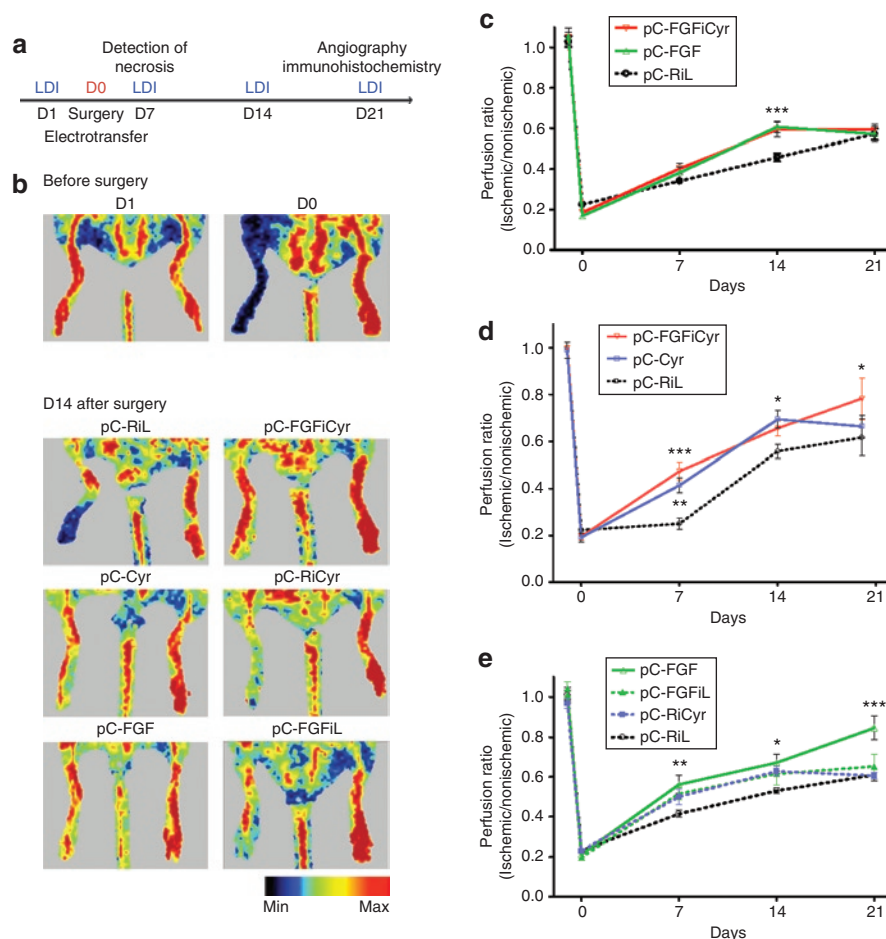 a
Detection of necrosis
Angiography immunohistochemistry
LDI D0 LDI LDI LDI
D1 Surgery D7 D14 D21
Electrotransfer
b
Before surgery
D1 D0
D14 after surgery
pC-RiL pC-FGFiCyr
pC-Cyr pC-RiCyr
pC-FGF pC-FGFiL
Min Max
c
pC-FGFiCyr
pC-FGF
pC-RiL
***
Perfusion ratio
(Ischemic/nonischemic)
1.0
0.8
0.6
0.4
0.2
0.0
0 7 14 21
Days
d
pC-FGFiCyr
pC-Cyr
pC-RiL
***
**
*
*
Perfusion ratio
(Ischemic/nonischemic)
1.0
0.8
0.6
0.4
0.2
0.0
0 7 14 21
Days
e
pC-FGF
pC-FGFiL
pC-RiCyr
pC-RiL
**
*
***
Perfusion ratio
(Ischemic/nonischemic)
1.0
0.8
0.6
0.4
0.2
0.0
0 7 14 21
Days